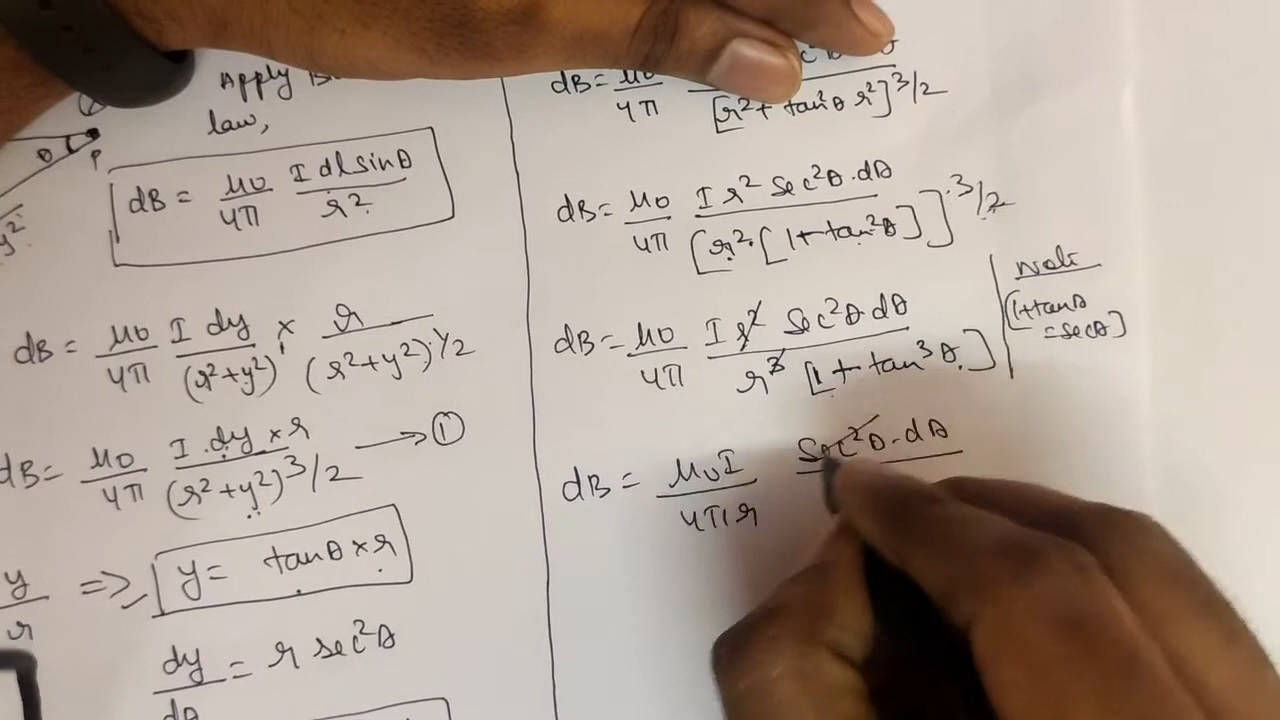 Apply
law,
θ
P
dB = μ0/4π I dl sinθ/r²
y²
dB = μ0/4π I dy/(r²+y²) × r/(r²+y²)^1/2
dB = μ0/4π I . dy × r/(r²+y²)^3/2 → ①
y/r => y = tanθ × r
dy/dθ = r sec²θ
dB = μ0/4π /[r² + tan²θ r²]^3/2
dB = μ0/4π I r² sec²θ . dθ/[r² . [1 + tan²θ]]^3/2
dB = μ0/4π I r² sec²θ dθ/r³ [1 + tan³θ]
Note
(1+tanθ
= secθ]
dB = μ0I/4πr sec²θ . dθ